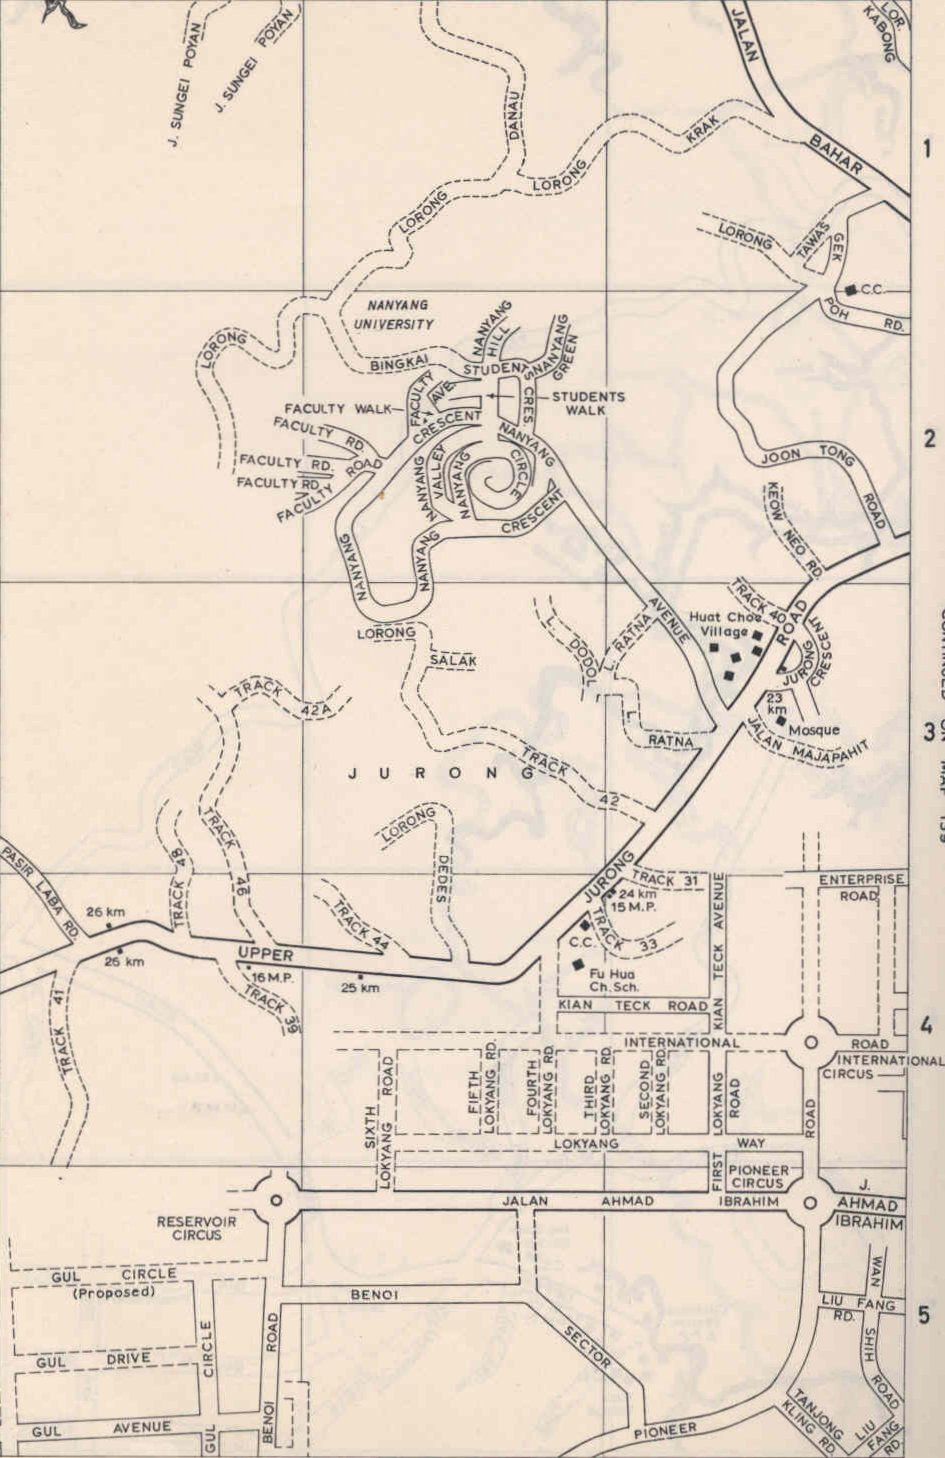 J. SUNGEI POYAN
J. SUNGEI POYAN
JALAN
LOR.
KABONG
DANAU
KRAK
BAHAR
1
LORONG
LORONG
LORONG
TAWAS
GEK
C.C.
POH RD.
NANYANG
UNIVERSITY
LORONG
BINGKAI
NANYANG
HILL
STUDENTS
NANYANG
GREEN
FACULTY
AVE.
CRES.
STUDENTS
WALK
FACULTY WALK
CRESCENT
FACULTY RD
NANYANG
2
FACULTY RD.
ROAD
FACULTY RD.
FACULTY
NANYANG
VALLEY
NANYANG
CIRCLE
CRESCENT
JOON TONG
ROAD
KEOW NEO RD.
NANYANG
NANYANG
AVENUE
TRACK 40
ROAD
Huat Choe
Village
LORONG
SALAK
L. DODOL
L. RATNA
JURONG
CRESCENT
23
km
Mosque
JALAN MAJAPAHIT
L.
RATNA
3
TRACK
42A
TRACK
42
JURONG
LORONG
DEDES
TRACK
46
TRACK 48
PASIR LABA RD.
26 km
26 km
TRACK 44
UPPER
JURONG
TRACK 31
24 km
15 M.P.
C.C.
TRACK 33
Fu Hua
Ch. Sch.
16 M.P.
25 km
TRACK 39
TRACK 41
KIAN TECK AVENUE
ENTERPRISE
ROAD
KIAN TECK ROAD
4
INTERNATIONAL
ROAD
INTERNATIONAL
CIRCUS
SIXTH
LOKYANG ROAD
FIFTH
LOKYANG RD.
FOURTH
LOKYANG RD.
THIRD
LOKYANG RD.
SECOND
LOKYANG RD.
FIRST LOKYANG
ROAD
ROAD
LOKYANG WAY
PIONEER
CIRCUS
JALAN AHMAD IBRAHIM
J.
AHMAD
IBRAHIM
RESERVOIR
CIRCUS
GUL CIRCLE
(Proposed)
BENOI
SECTOR
WAN
LIU FANG
RD.
SHIH
ROAD
5
GUL DRIVE
GUL CIRCLE
BENOI ROAD
GUL AVENUE
PIONEER
TANJONG
KLING RD.
LIU
FANG
RD.